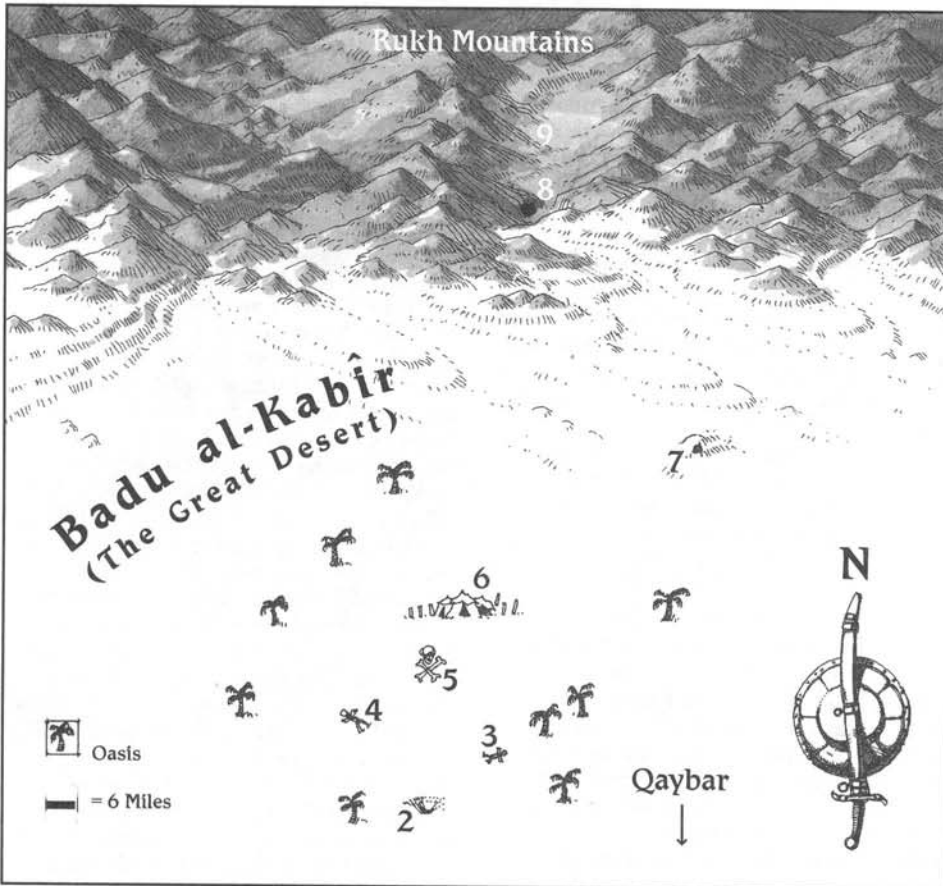 Rukh Mountains
9
8
Badu al-Kabîr
(The Great Desert)
7
6
N
5
4
3
Oasis
Qaybar
= 6 Miles
2